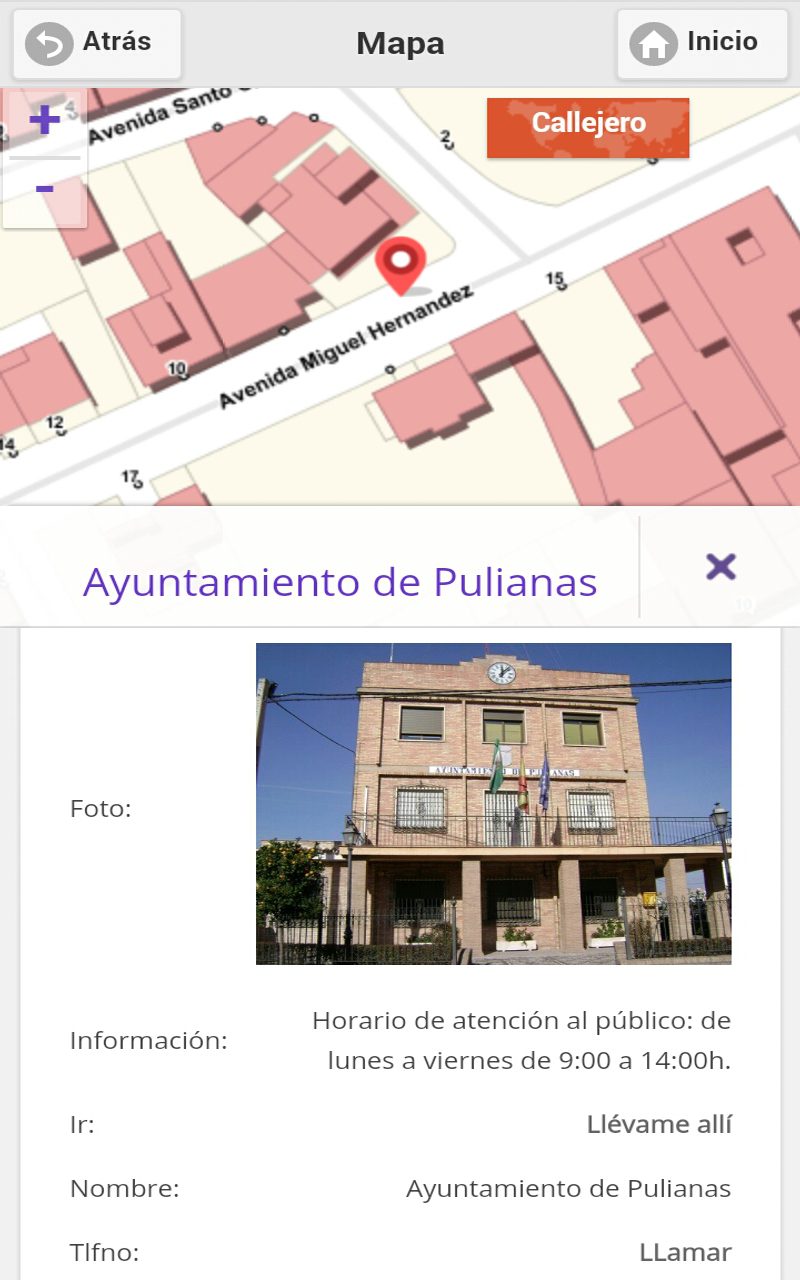 Atrás
Mapa
Inicio
Avenida Santo
4
+
-
Callejero
2
15
Avenida Miguel Hernandez
10
12
14
17
Ayuntamiento de Pulianas
Foto:
AYUNTAMIENTO DE PULIANAS
Información:
Horario de atención al público: de
lunes a viernes de 9:00 a 14:00h.
Ir:
Llévame allí
Nombre:
Ayuntamiento de Pulianas
Tlfno:
LLamar